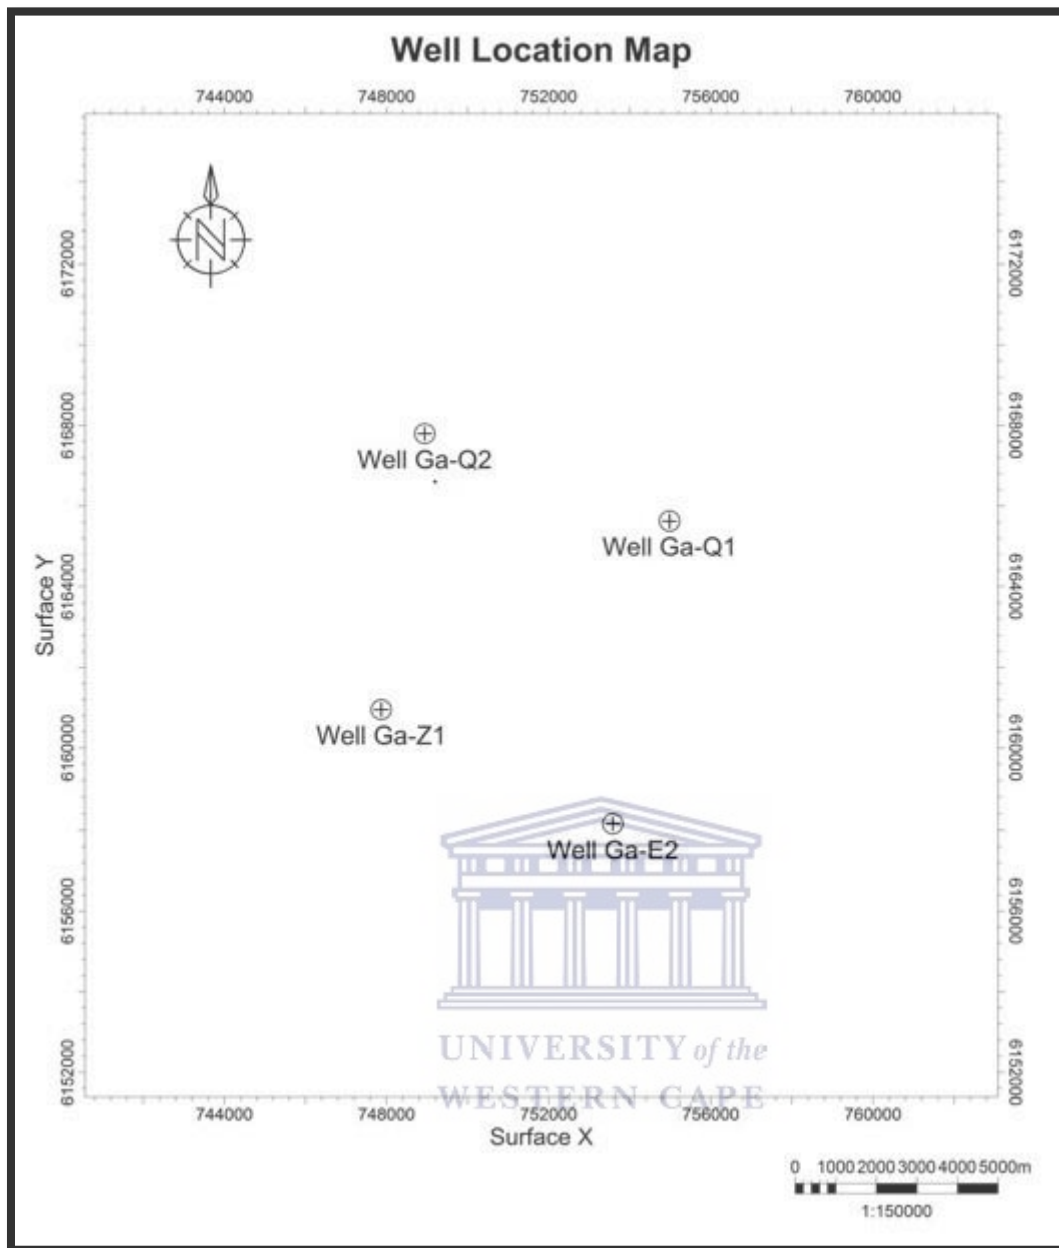 Well Location Map
744000 748000 752000 756000 760000
N
6172000 6172000
6168000 6168000
Well Ga-Q2
Well Ga-Q1
Surface Y
6164000 6164000
Well Ga-Z1
6160000 6160000
Well Ga-E2
6156000 6156000
UNIVERSITY of the
6152000 6152000
WESTERN CAPE
744000 748000 752000 756000 760000
Surface X
0 1000 2000 3000 4000 5000m
1:150000